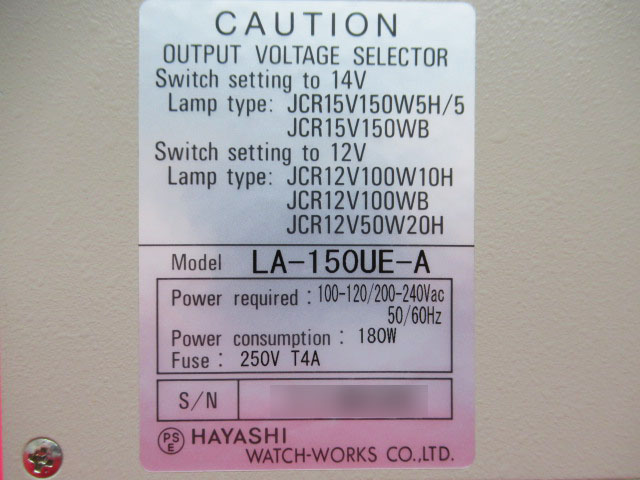 CAUTION
OUTPUT VOLTAGE SELECTOR
Switch setting to 14V
Lamp type: JCR15V150W5H/5
JCR15V150WB
Switch setting to 12V
Lamp type: JCR12V100W10H
JCR12V100WB
JCR12V50W20H
Model LA-150UE-A
Power required : 100-120/200-240Vac
50/60Hz
Power consumption : 180W
Fuse : 250V T4A
S/N
PS
E
HAYASHI
WATCH-WORKS CO.,LTD.